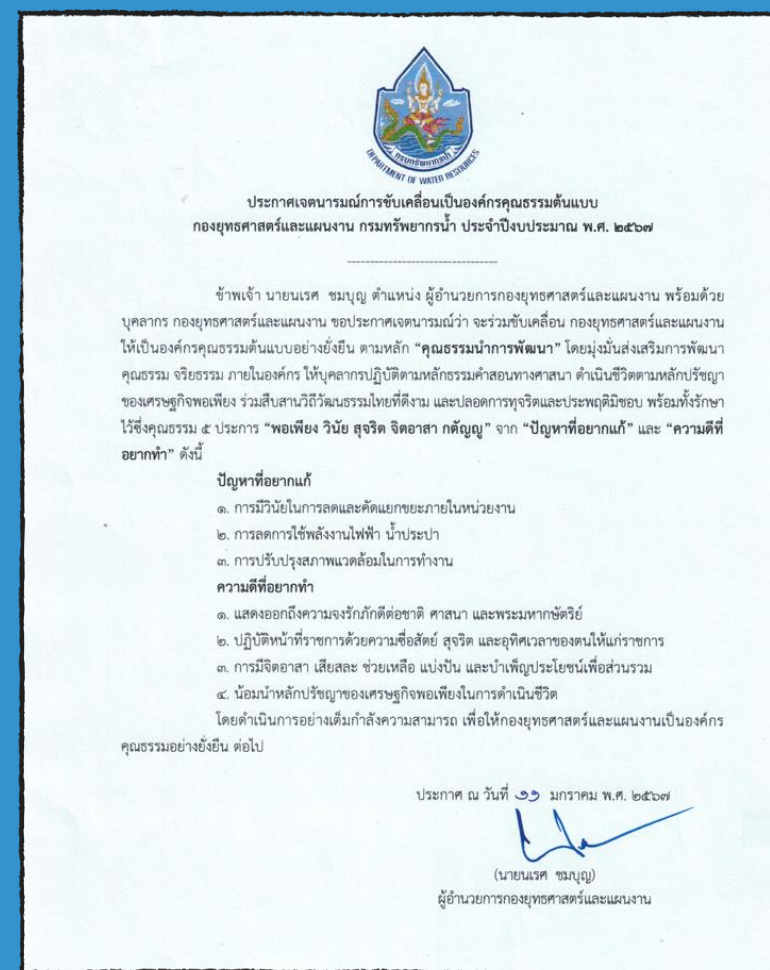 กรมทรัพยากรน้ำ
DEPARTMENT OF WATER RESOURCES
ประกาศเจตนารมณ์การขับเคลื่อนเป็นองค์กรคุณธรรมต้นแบบ
กองยุทธศาสตร์และแผนงาน กรมทรัพยากรน้ำ ประจำปีงบประมาณ พ.ศ. ๒๕๖๗
ข้าพเจ้า นายนเรศ ชมบุญ ตำแหน่ง ผู้อำนวยการกองยุทธศาสตร์และแผนงาน พร้อมด้วย
บุคลากร กองยุทธศาสตร์และแผนงาน ขอประกาศเจตนารมณ์ว่า จะร่วมขับเคลื่อน กองยุทธศาสตร์และแผนงาน
ให้เป็นองค์กรคุณธรรมต้นแบบอย่างยั่งยืน ตามหลัก “คุณธรรมนำการพัฒนา” โดยมุ่งมั่นส่งเสริมการพัฒนา
คุณธรรม จริยธรรม ภายในองค์กร ให้บุคลากรปฏิบัติตามหลักธรรมคำสอนทางศาสนา ดำเนินชีวิตตามหลักปรัชญา
ของเศรษฐกิจพอเพียง ร่วมสืบสานวิถีวัฒนธรรมไทยที่ดีงาม และปลอดการทุจริตและประพฤติมิชอบ พร้อมทั้งรักษา
ไว้ซึ่งคุณธรรม ๕ ประการ “พอเพียง วินัย สุจริต จิตอาสา กตัญญู” จาก “ปัญหาที่อยากแก้” และ “ความดีที่
อยากทำ” ดังนี้
ปัญหาที่อยากแก้
๑. การมีวินัยในการลดและคัดแยกขยะภายในหน่วยงาน
๒. การลดการใช้พลังงานไฟฟ้า น้ำประปา
๓. การปรับปรุงสภาพแวดล้อมในการทำงาน
ความดีที่อยากทำ
๑. แสดงออกถึงความจงรักภักดีต่อชาติ ศาสนา และพระมหากษัตริย์
๒. ปฏิบัติหน้าที่ราชการด้วยความซื่อสัตย์ สุจริต และอุทิศเวลาของตนให้แก่ราชการ
๓. การมีจิตอาสา เสียสละ ช่วยเหลือ แบ่งปัน และบำเพ็ญประโยชน์เพื่อส่วนรวม
๔. น้อมนำหลักปรัชญาของเศรษฐกิจพอเพียงในการดำเนินชีวิต
โดยดำเนินการอย่างเต็มกำลังความสามารถ เพื่อให้กองยุทธศาสตร์และแผนงานเป็นองค์กร
คุณธรรมอย่างยั่งยืน ต่อไป
ประกาศ ณ วันที่ ๑๑ มกราคม พ.ศ. ๒๕๖๗
(นายนเรศ ชมบุญ)
ผู้อำนวยการกองยุทธศาสตร์และแผนงาน